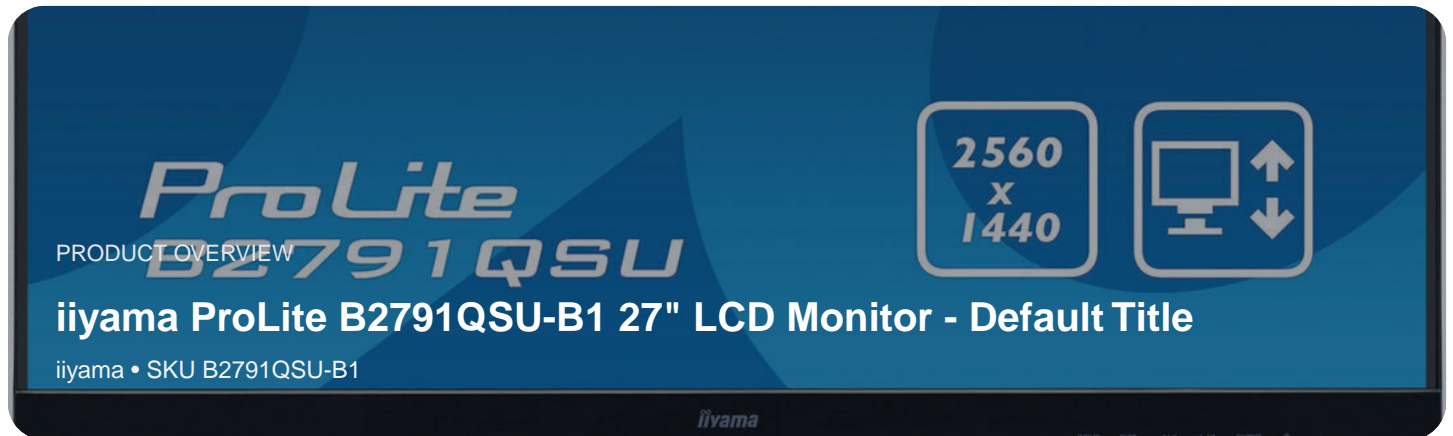 ProLite
B2791QSU
2560
x
1440
PRODUCT OVERVIEW
iiyama ProLite B2791QSU-B1 27" LCD Monitor - Default Title
iiyama • SKU B2791QSU-B1
iiyama